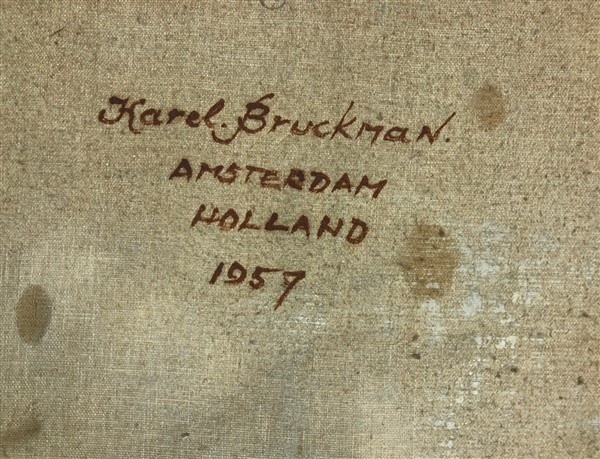 Karel. Bruckman.
AMSTERDAM
HOLLAND
1957